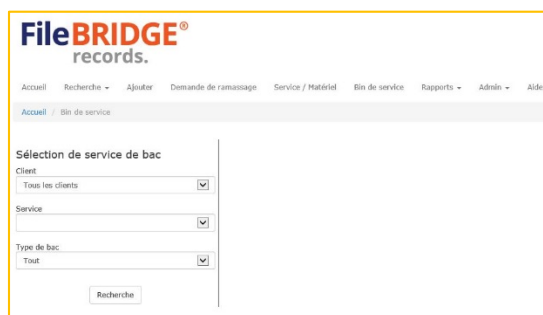 FileBRIDGE®
records.
Accueil Recherche Ajouter Demande de ramassage Service / Matériel Bin de service Rapports Admin Aide
Accueil / Bin de service
Sélection de service de bac
Client
Tous les clients
Service
Type de bac
Tout
Recherche